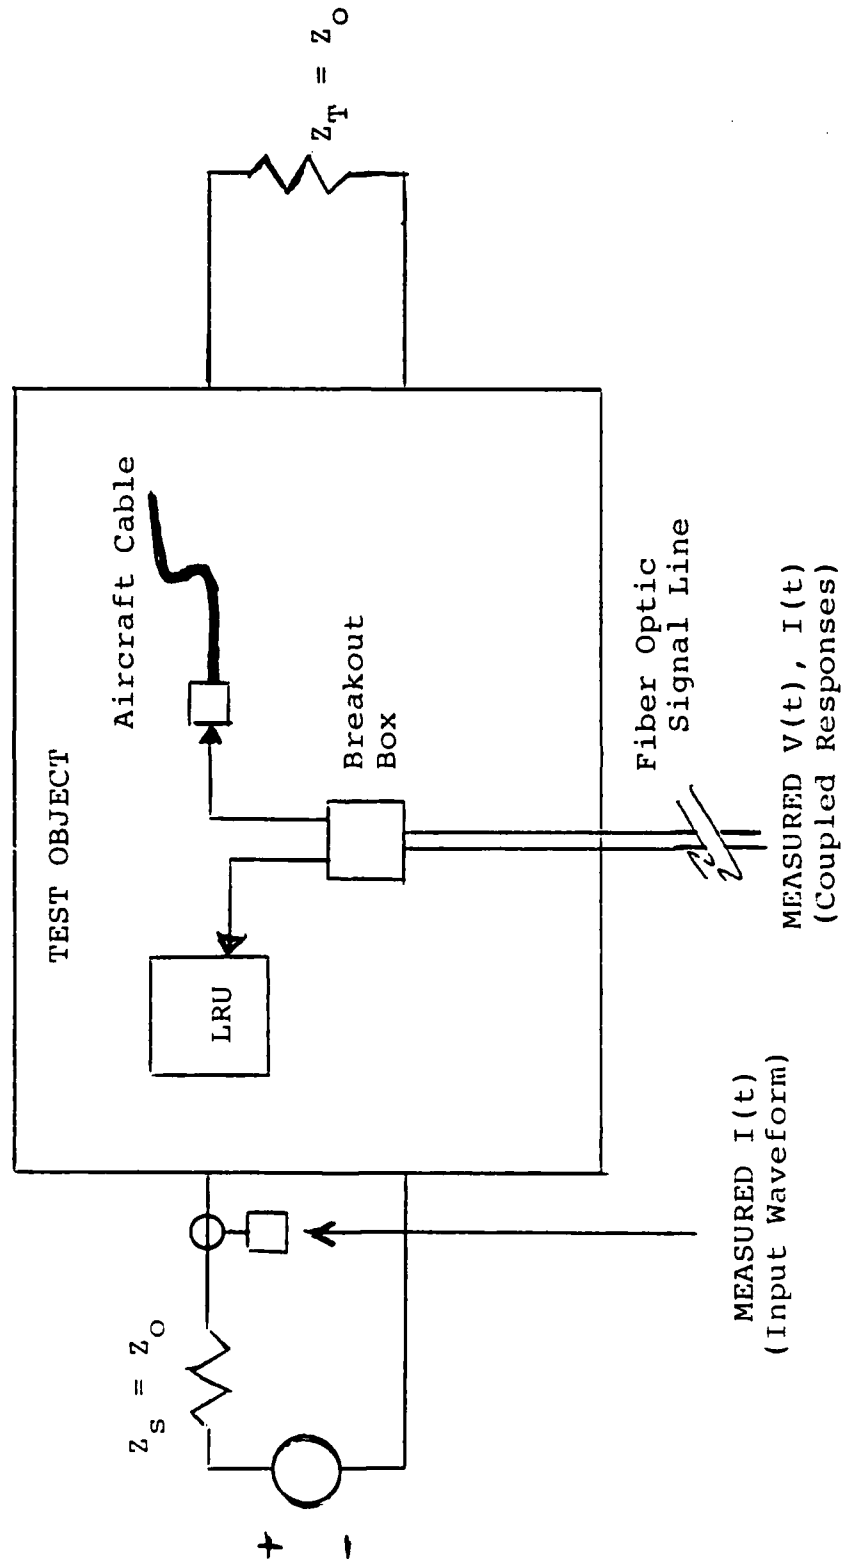 Z_s = Z_o
+
-
MEASURED I(t)
(Input Waveform)
TEST OBJECT
LRU
Breakout
Box
Aircraft Cable
Fiber Optic
Signal Line
MEASURED V(t), I(t)
(Coupled Responses)
Z_T = Z_o